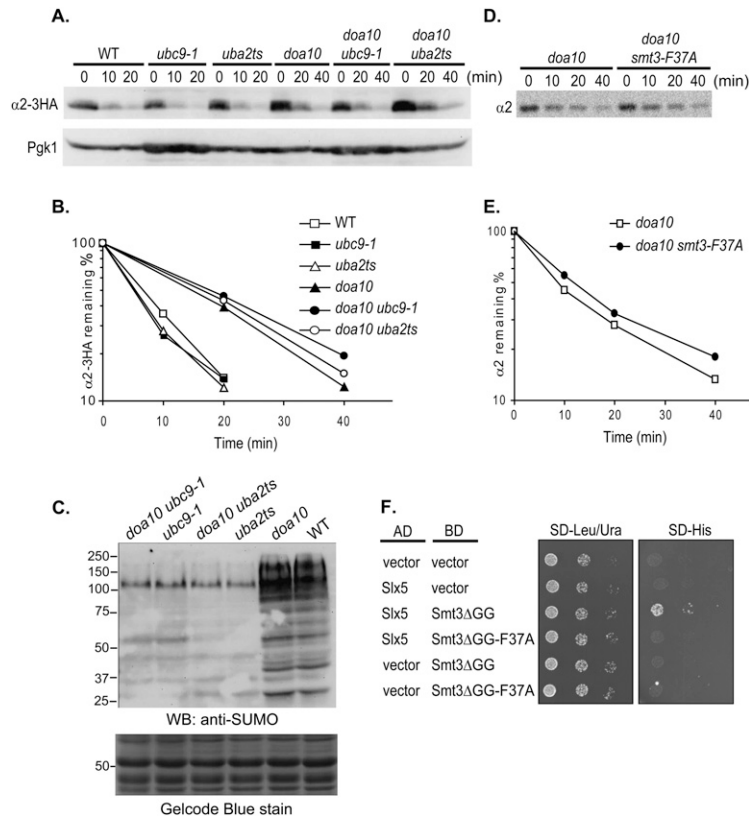 A.
WT ubc9-1 uba2ts doa10 doa10 ubc9-1 doa10 uba2ts
0 10 20 0 10 20 0 10 20 0 20 40 0 20 40 0 20 40 (min)
α2-3HA
Pgk1
D.
doa10 doa10 smt3-F37A
0 10 20 40 0 10 20 40 (min)
α2
B.
α2-3HA remaining %
100
10
0 10 20 30 40
Time (min)
WT
ubc9-1
uba2ts
doa10
doa10 ubc9-1
doa10 uba2ts
E.
α2 remaining %
100
10
0 10 20 30 40
Time (min)
doa10
doa10 smt3-F37A
C.
doa10 ubc9-1
ubc9-1
doa10 uba2ts
uba2ts
doa10
WT
250
150
100
75
50
37
25
WB: anti-SUMO
50
Gelcode Blue stain
F.
AD BD SD-Leu/Ura SD-His
vector vector
Slx5 vector
Slx5 Smt3ΔGG
Slx5 Smt3ΔGG-F37A
vector Smt3ΔGG
vector Smt3ΔGG-F37A